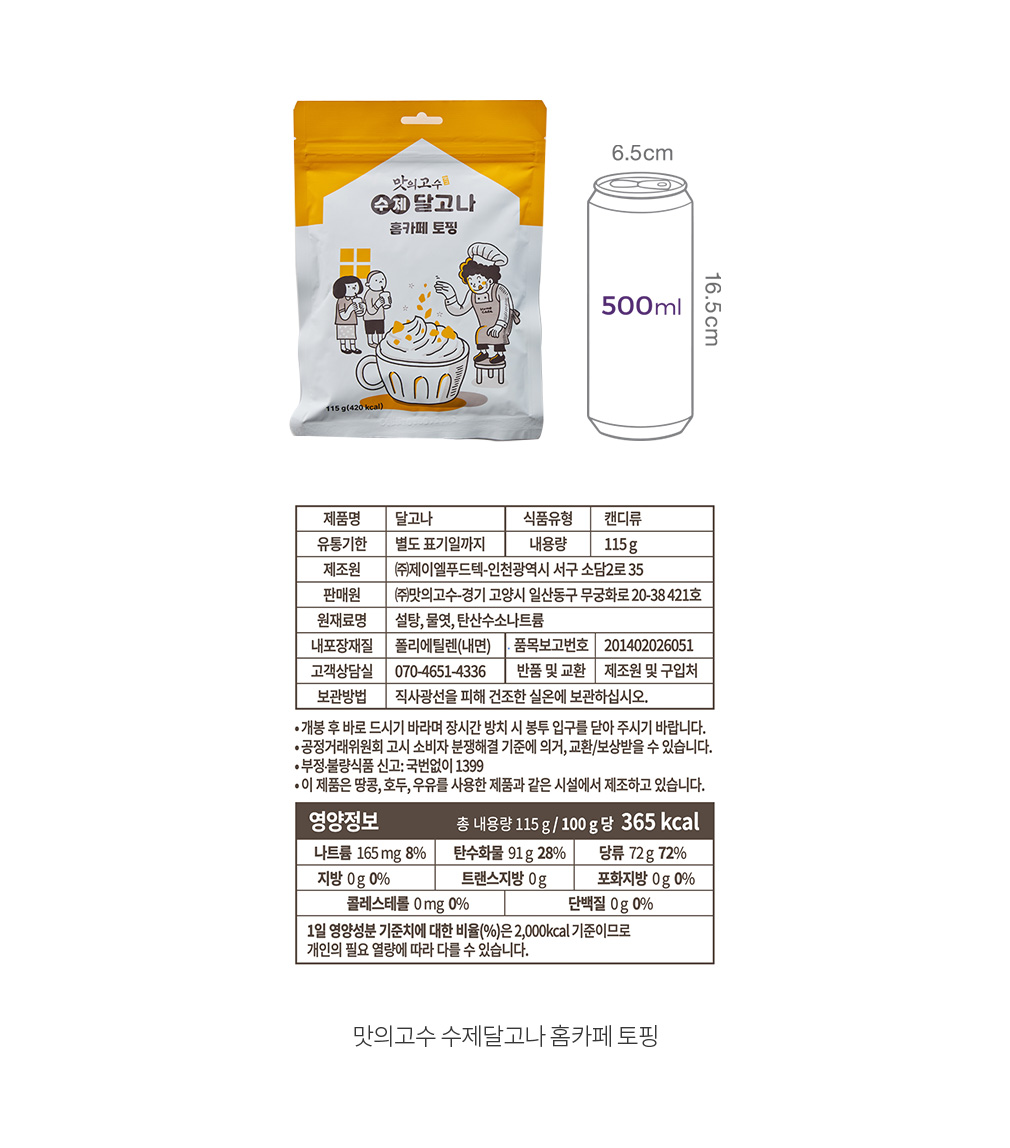 맛의고수
수제 달고나
홈카페 토핑
115 g(420 kcal)
6.5cm
500ml
16.5cm
제품명 달고나 식품유형 캔디류
유통기한 별도 표기일까지 내용량 115 g
제조원 ㈜제이엘푸드텍-인천광역시 서구 소담2로 35
판매원 ㈜맛의고수-경기 고양시 일산동구 무궁화로 20-38 421호
원재료명 설탕, 물엿, 탄산수소나트륨
내포장재질 폴리에틸렌(내면) 품목보고번호 201402026051
고객상담실 070-4651-4336 반품 및 교환 제조원 및 구입처
보관방법 직사광선을 피해 건조한 실온에 보관하십시오.
• 개봉 후 바로 드시기 바라며 장시간 방치 시 봉투 입구를 닫아 주시기 바랍니다.
• 공정거래위원회 고시 소비자 분쟁해결 기준에 의거, 교환/보상받을 수 있습니다.
• 부정·불량식품 신고: 국번없이 1399
• 이 제품은 땅콩, 호두, 우유를 사용한 제품과 같은 시설에서 제조하고 있습니다.
영양정보 총 내용량 115 g / 100 g 당 365 kcal
나트륨 165 mg 8% 탄수화물 91 g 28% 당류 72 g 72%
지방 0 g 0% 트랜스지방 0 g 포화지방 0 g 0%
콜레스테롤 0 mg 0% 단백질 0 g 0%
1일 영양성분 기준치에 대한 비율(%)은 2,000kcal 기준이므로
개인의 필요 열량에 따라 다를 수 있습니다.
맛의고수 수제달고나 홈카페 토핑